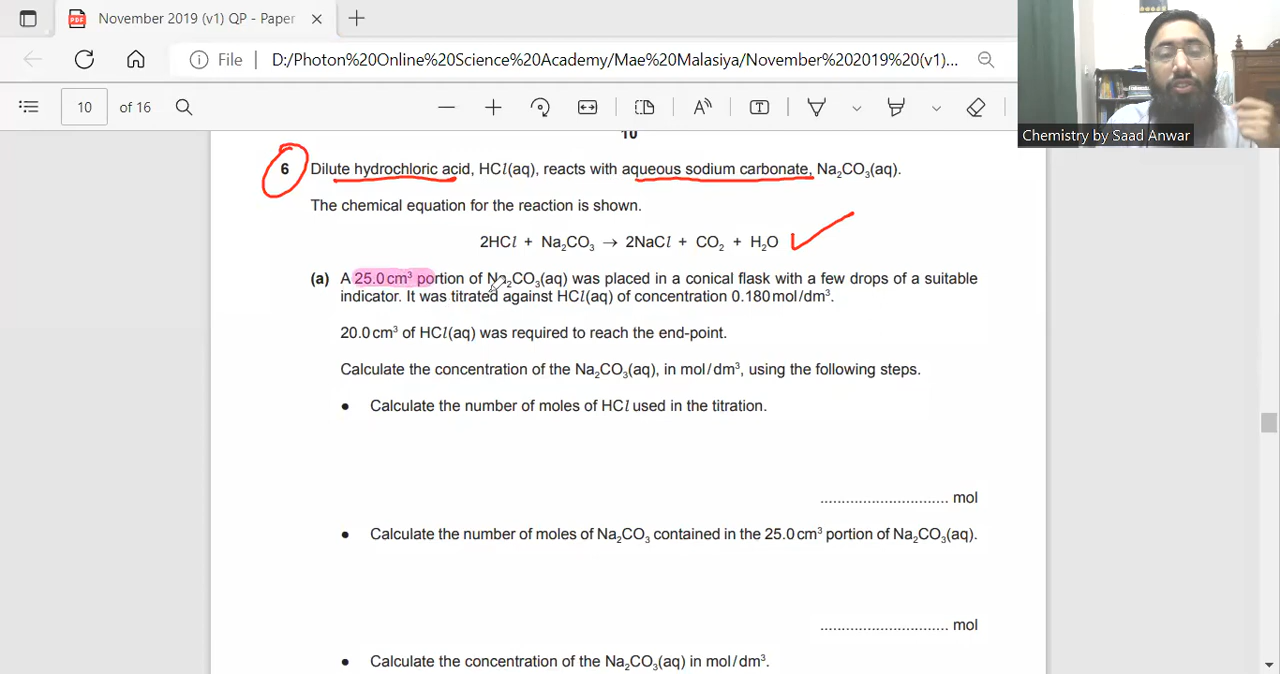 November 2019 (v1) QP - Paper
File
D:/Photon%20Online%20Science%20Academy/Mae%20Malasiya/November%202019%20(v1)...
10 of 16
Chemistry by Saad Anwar
10
6 Dilute hydrochloric acid, HCl(aq), reacts with aqueous sodium carbonate, Na₂CO₃(aq).
The chemical equation for the reaction is shown.
2HCl + Na₂CO₃ → 2NaCl + CO₂ + H₂O
(a) A 25.0 cm³ portion of Na₂CO₃(aq) was placed in a conical flask with a few drops of a suitable
indicator. It was titrated against HCl(aq) of concentration 0.180 mol/dm³.
20.0 cm³ of HCl(aq) was required to reach the end-point.
Calculate the concentration of the Na₂CO₃(aq), in mol/dm³, using the following steps.
• Calculate the number of moles of HCl used in the titration.
.............................. mol
• Calculate the number of moles of Na₂CO₃ contained in the 25.0 cm³ portion of Na₂CO₃(aq).
.............................. mol
• Calculate the concentration of the Na₂CO₃(aq) in mol/dm³.